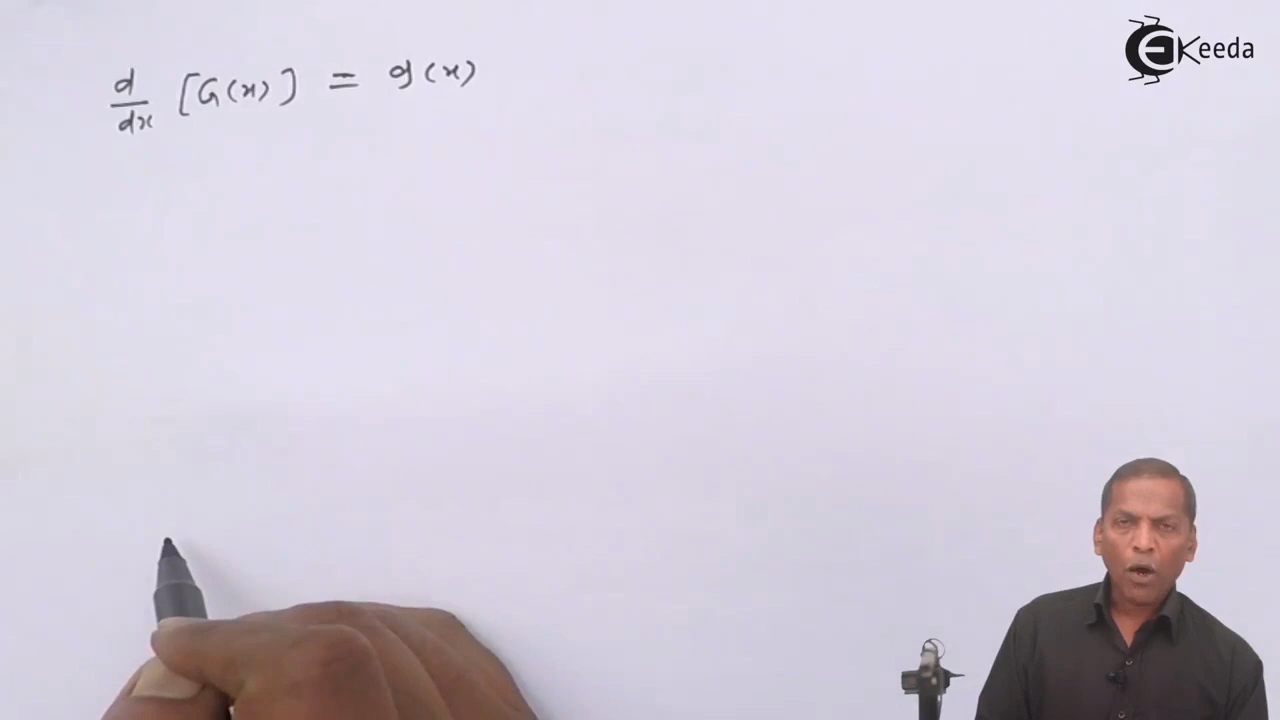 d/dx [G(x)] = g(x)
EKeeda